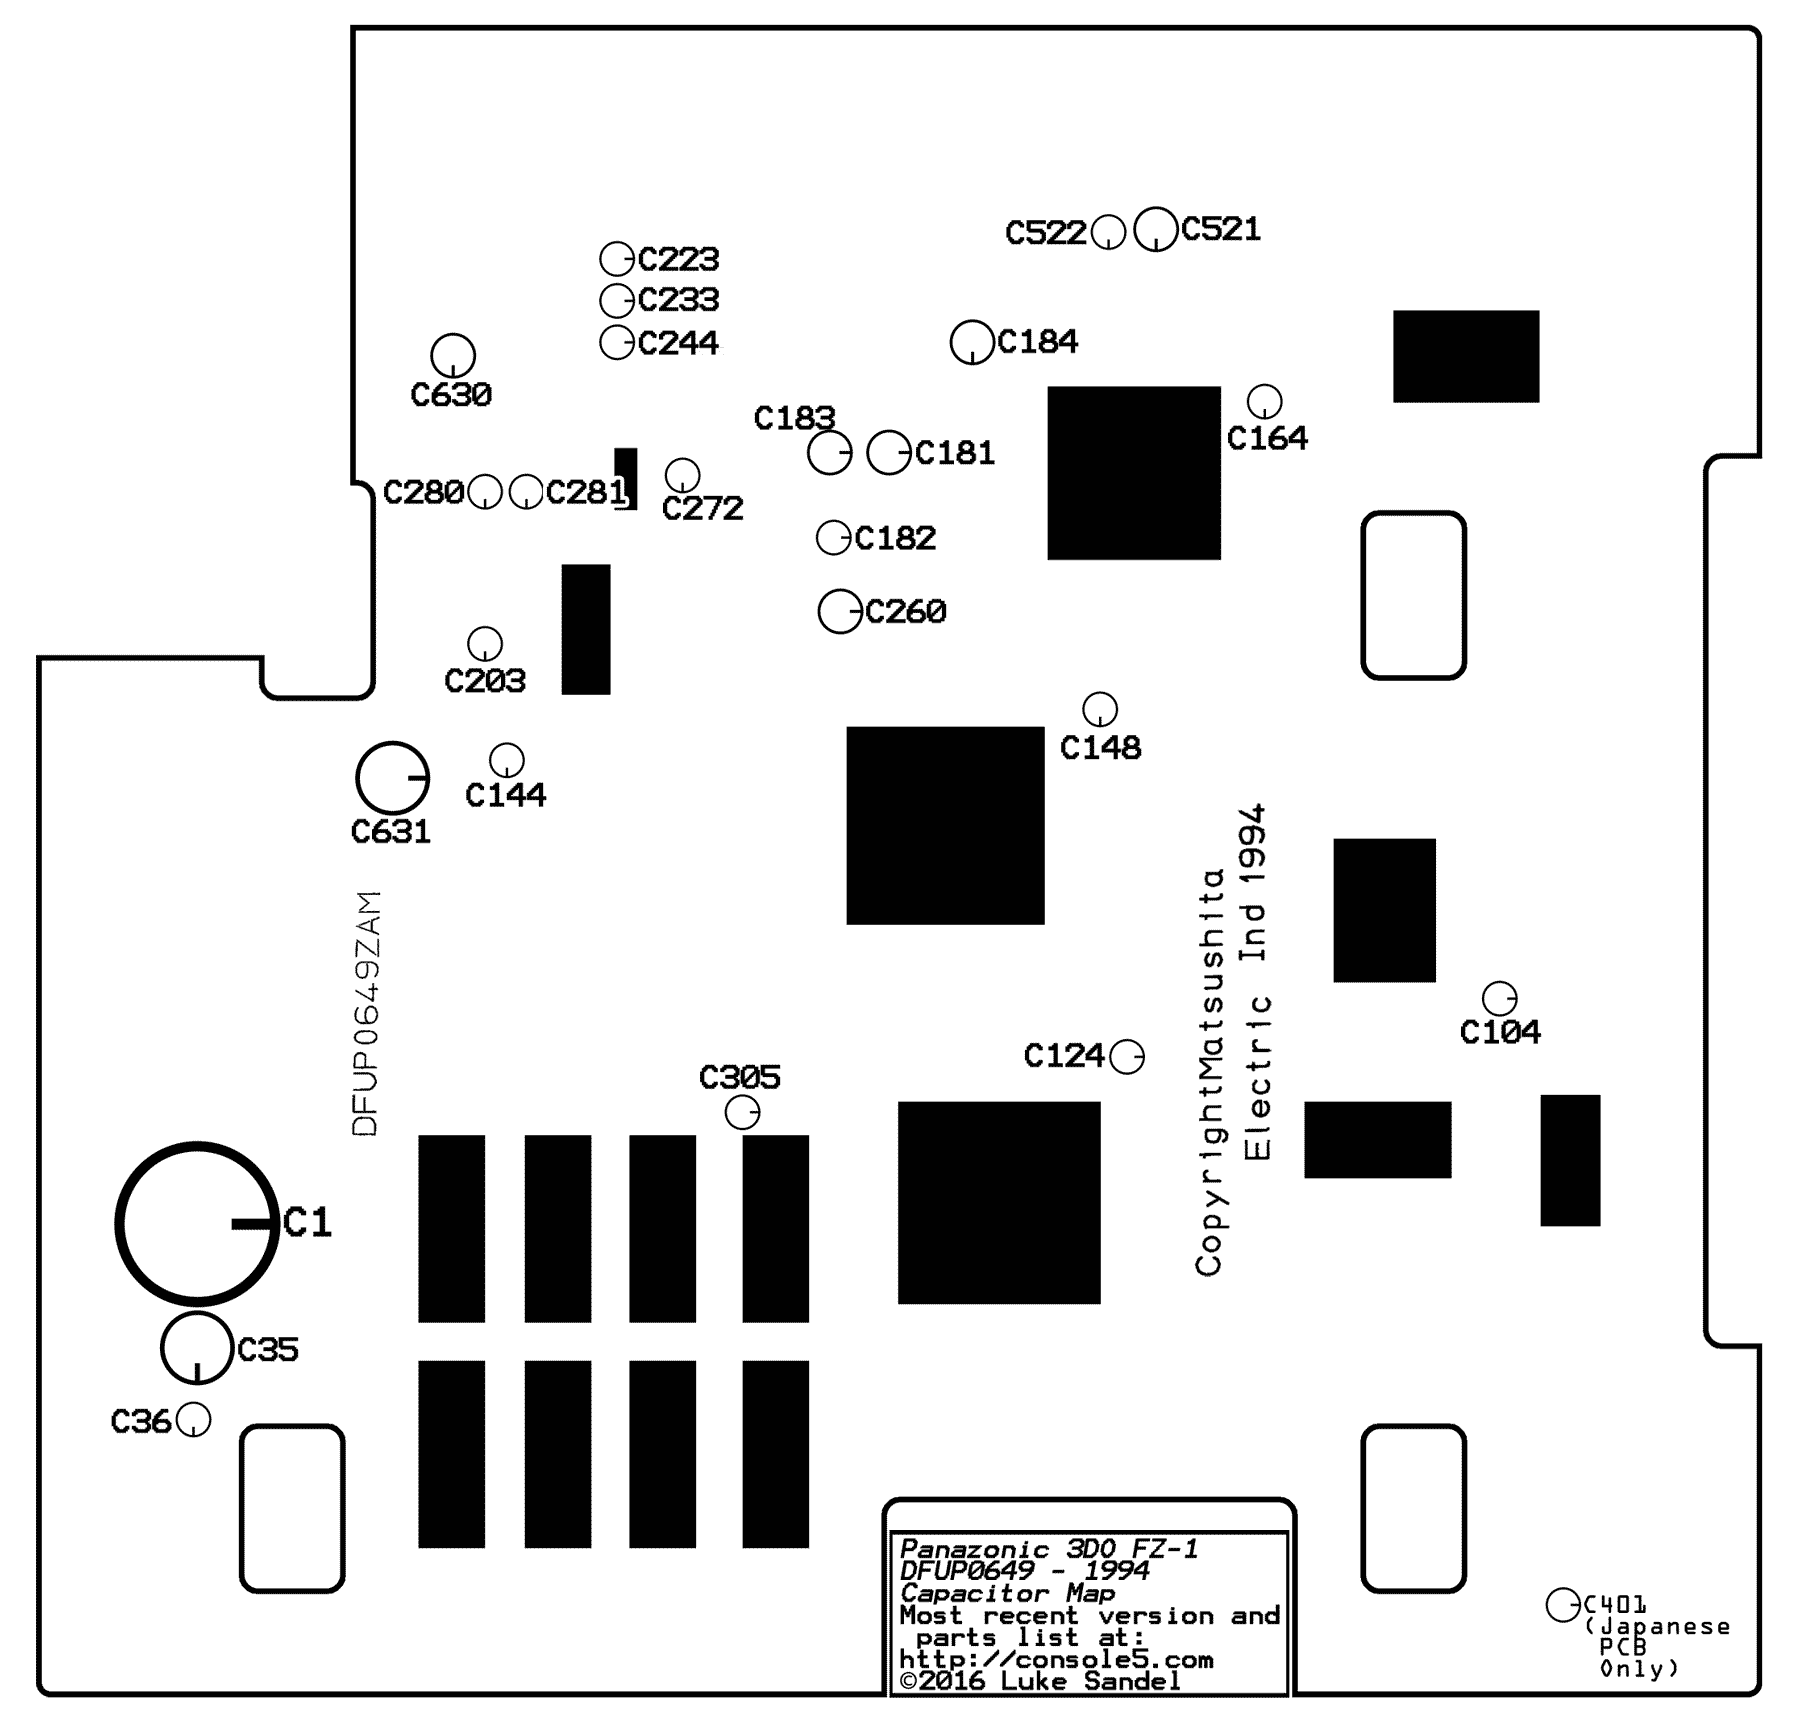 C522
C521
C223
C233
C244
C184
C630
C183
C181
C164
C280
C281
C272
C182
C260
C203
C148
C144
C631
DFUP0649ZAM
CopyrightMatsushita
Electric Ind 1994
C104
C124
C305
C1
C35
C36
Panazonic 3DO FZ-1
DFUP0649 - 1994
Capacitor Map
Most recent version and
parts list at:
http://console5.com
©2016 Luke Sandel
C401
(Japanese
PCB
Only)